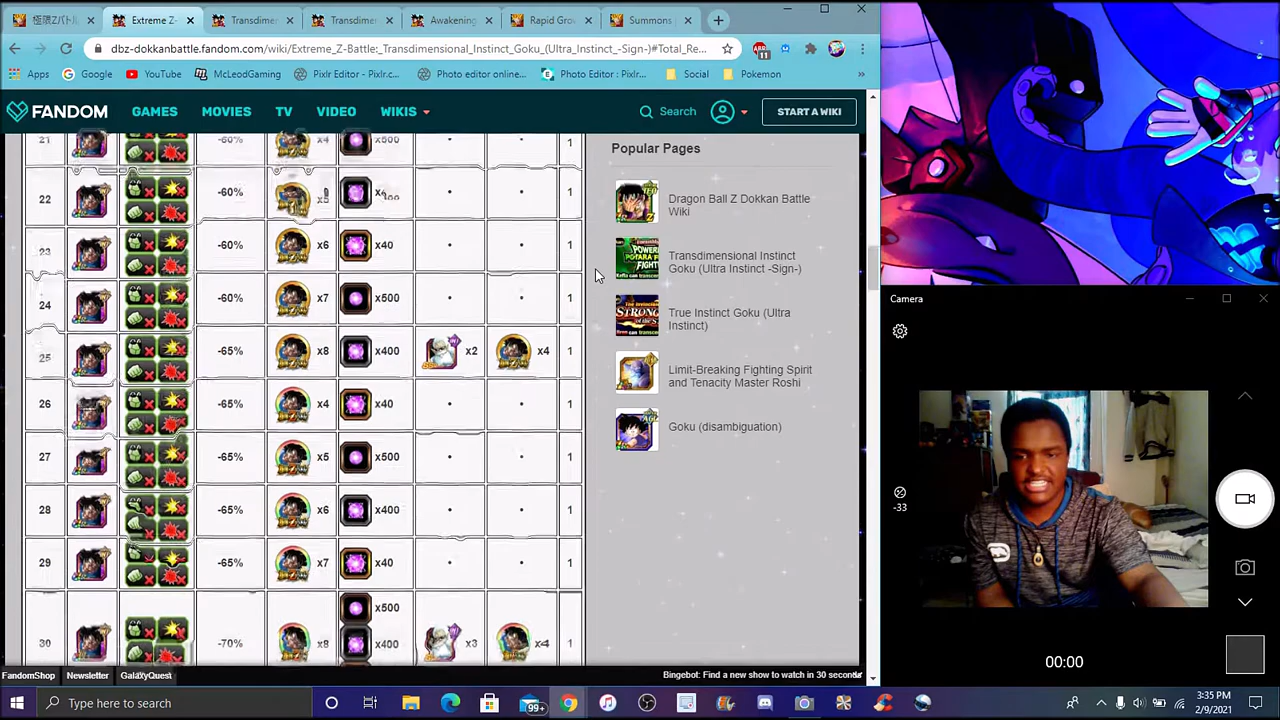 極限Zバトル
Extreme Z-
Transdimen
Transdimen
Awakening
Rapid Grow
Summons |
dbz-dokkanbattle.fandom.com/wiki/Extreme_Z-Battle:_Transdimensional_Instinct_Goku_(Ultra_Instinct_-Sign-)#Total_Re...
11
Apps
Google
YouTube
McLeodGaming
Pixlr Editor - Pixlr.c...
Photo editor online...
Photo Editor : Pixlr...
Social
Pokemon
»
FANDOM
GAMES
MOVIES
TV
VIDEO
WIKIS
Search
START A WIKI
21 -60% x4 x500 • • 1
22 -60% • • 1
23 -60% x6 x40 • • 1
24 -60% x7 x500 • • 1
25 -65% x8 x400 x2 x4 1
26 -65% x4 x40 • • 1
27 -65% x5 x500 • • 1
28 -65% x6 x400 • • 1
29 -65% x7 x40 • • 1
x500
30 -70% x8 x400 x3 x4 1
Popular Pages
Dragon Ball Z Dokkan Battle
Wiki
Transdimensional Instinct
Goku (Ultra Instinct -Sign-)
True Instinct Goku (Ultra
Instinct)
Limit-Breaking Fighting Spirit
and Tenacity Master Roshi
Goku (disambiguation)
FanDomShop
Newsletter
GalaxyQuest
Bingebot: Find a new show to watch in 30 seconds
Camera
-33
00:00
Type here to search
99+
3:35 PM
2/9/2021